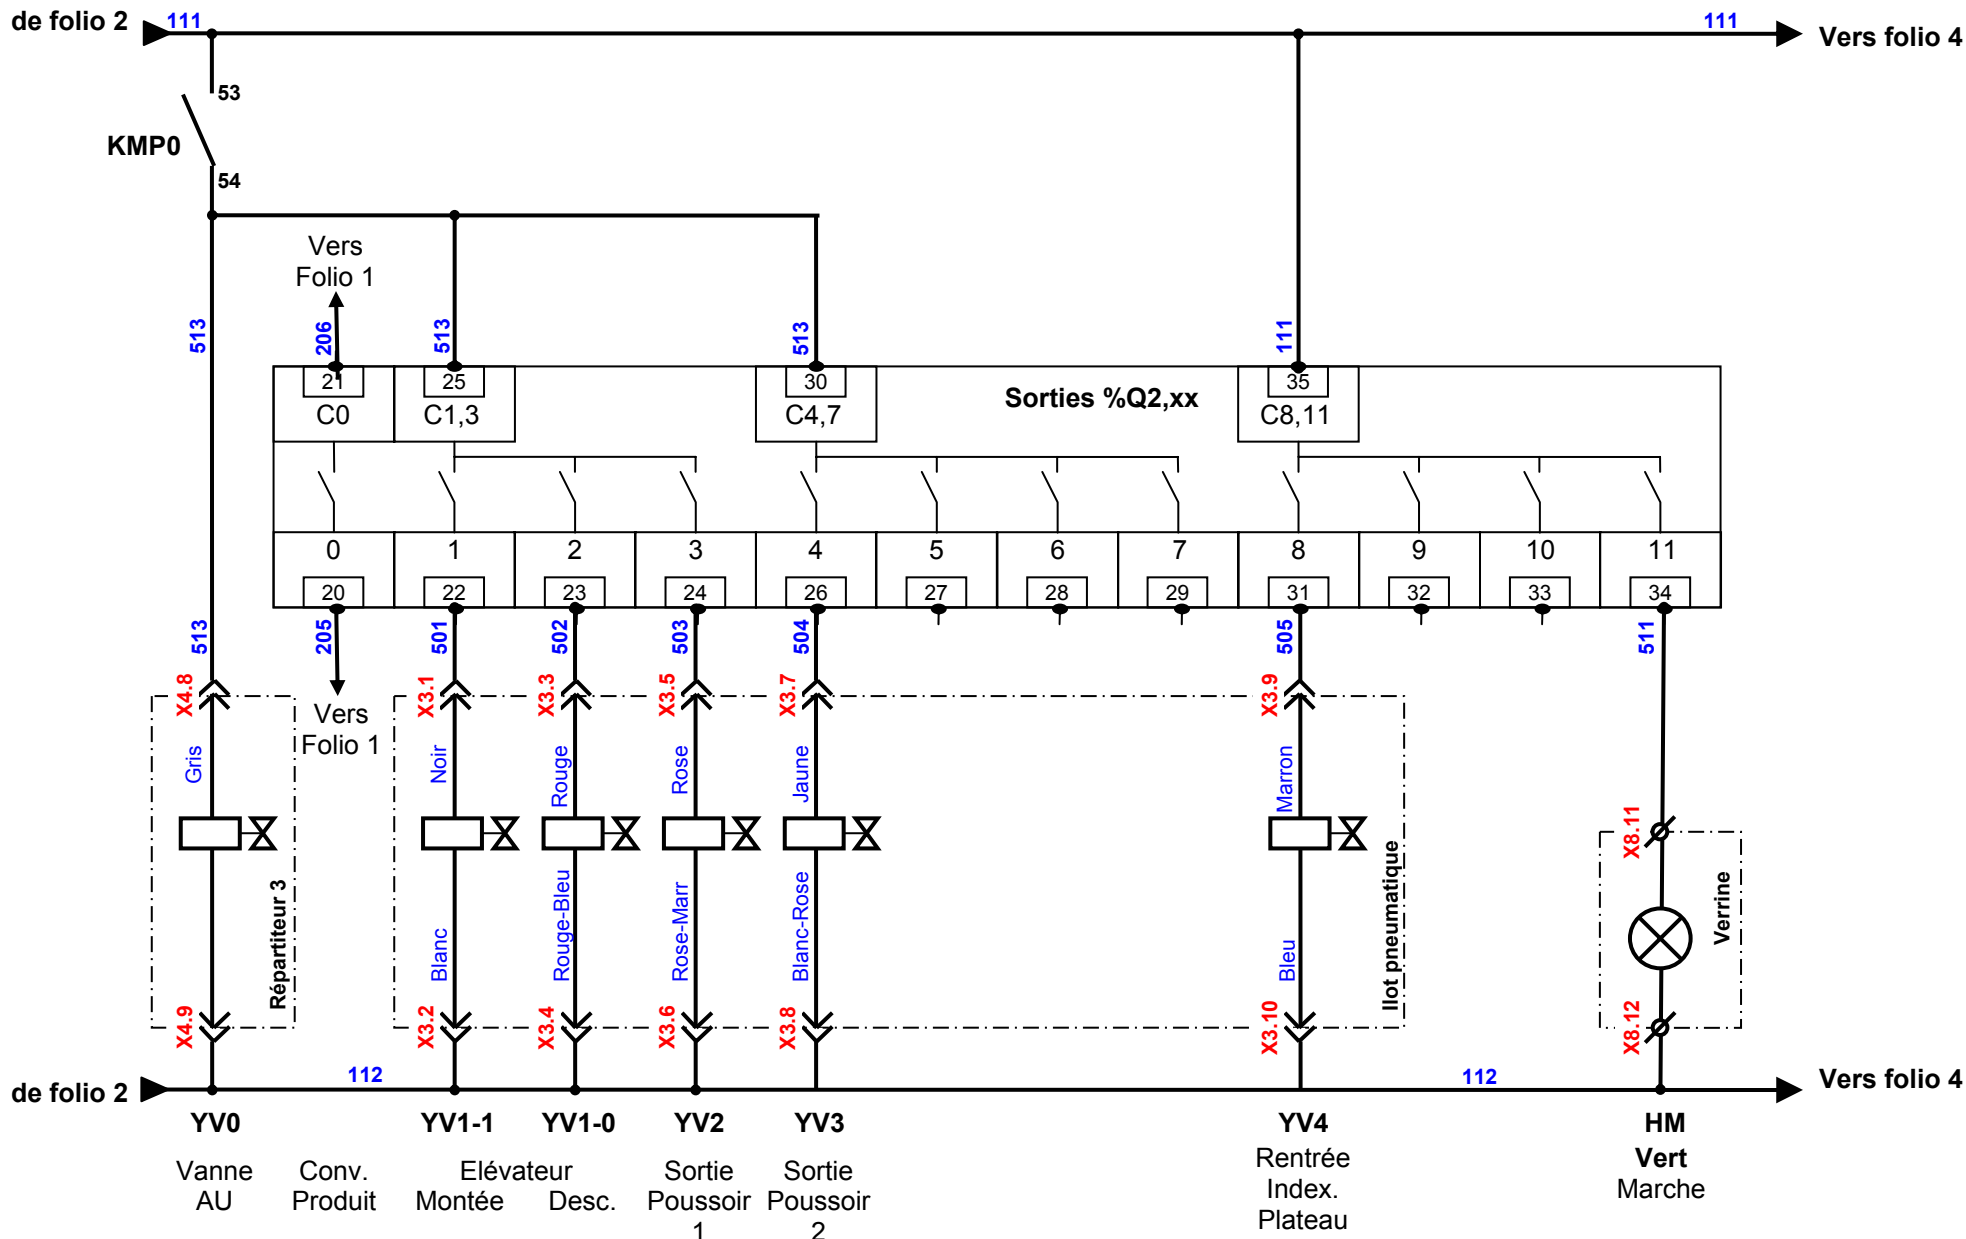 de folio 2
111
111
Vers folio 4
53
KMP0
54
Vers
Folio 1
513
206
513
513
111
21
25
30
35
C0
C1,3
C4,7
Sorties %Q2,xx
C8,11
0
1
2
3
4
5
6
7
8
9
10
11
20
22
23
24
26
27
28
29
31
32
33
34
513
205
501
502
503
504
505
511
X4.8
X3.1
X3.3
X3.5
X3.7
X3.9
Vers
Folio 1
Gris
Noir
Rouge
Rose
Jaune
Marron
X8.11
Répartiteur 3
Blanc
Rouge-Bleu
Rose-Marr
Blanc-Rose
Bleu
Ilot pneumatique
Verrine
X4.9
X3.2
X3.4
X3.6
X3.8
X3.10
X8.12
de folio 2
112
112
Vers folio 4
YV0
YV1-1
YV1-0
YV2
YV3
YV4
HM
Vanne
AU
Conv.
Produit
Elévateur
Montée
Desc.
Sortie
Poussoir
1
Sortie
Poussoir
2
Rentrée
Index.
Plateau
Vert
Marche